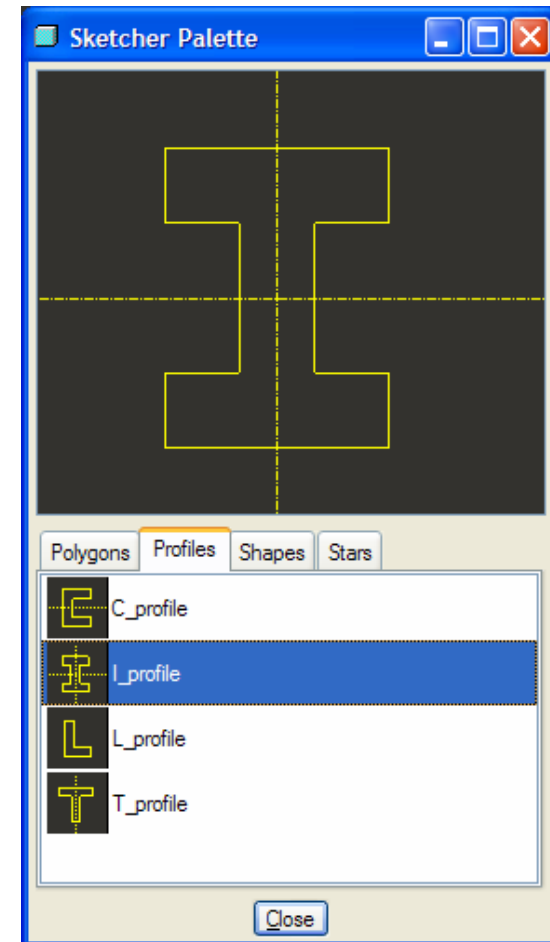 Sketcher Palette
Polygons Profiles Shapes Stars
C_profile
I_profile
L_profile
T_profile
Close